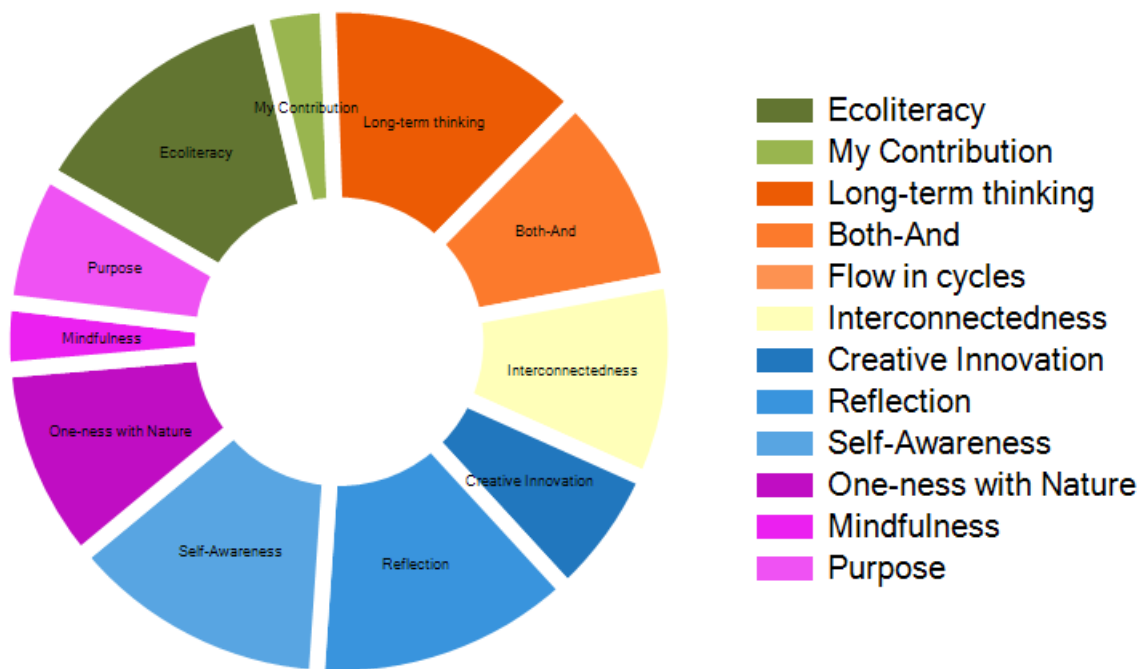 My Contribution
Long-term thinking
Ecoliteracy
Both-And
Purpose
Mindfulness
Interconnectedness
One-ness with Nature
Creative Innovation
Self-Awareness
Reflection
Ecoliteracy
My Contribution
Long-term thinking
Both-And
Flow in cycles
Interconnectedness
Creative Innovation
Reflection
Self-Awareness
One-ness with Nature
Mindfulness
Purpose